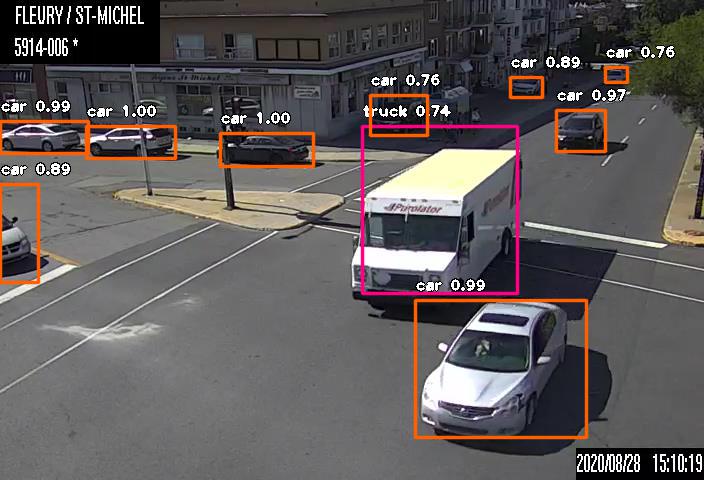 FLEURY / ST-MICHEL
5914-006 *
car 0.76
car 0.89
car 0.76
car 0.97
car 0.99
car 1.00
car 1.00
truck 0.74
car 0.89
Purolator
car 0.99
2020/08/28 15:10:19